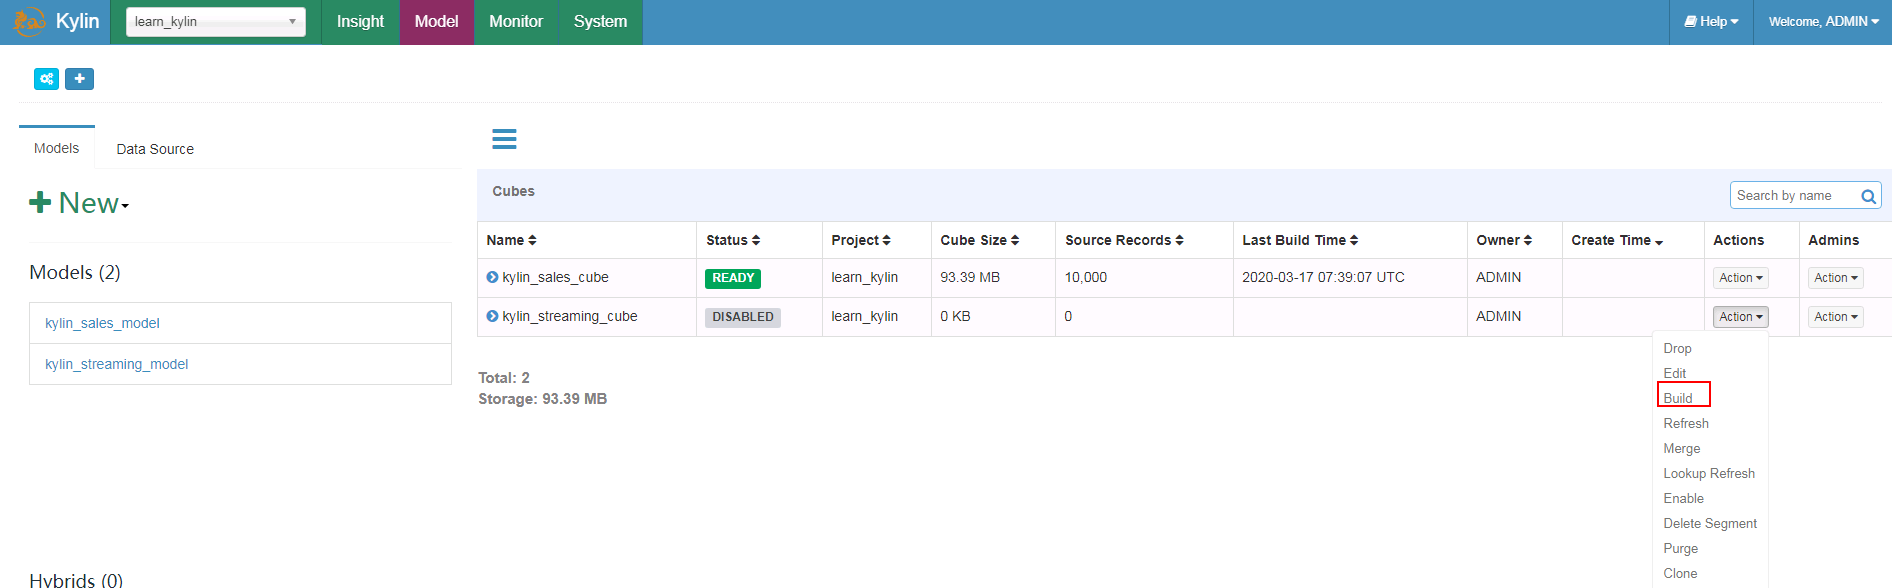 Kylin learn_kylin Insight Model Monitor System Help Welcome, ADMIN
Models Data Source
New
Cubes Search by name
Name Status Project Cube Size Source Records Last Build Time Owner Create Time Actions Admins
kylin_sales_cube READY learn_kylin 93.39 MB 10,000 2020-03-17 07:39:07 UTC ADMIN Action Action
kylin_streaming_cube DISABLED learn_kylin 0 KB 0 ADMIN Action Action
Models (2)
kylin_sales_model
kylin_streaming_model
Total: 2
Storage: 93.39 MB
Drop
Edit
Build
Refresh
Merge
Lookup Refresh
Enable
Delete Segment
Purge
Clone
Hybrids (0)